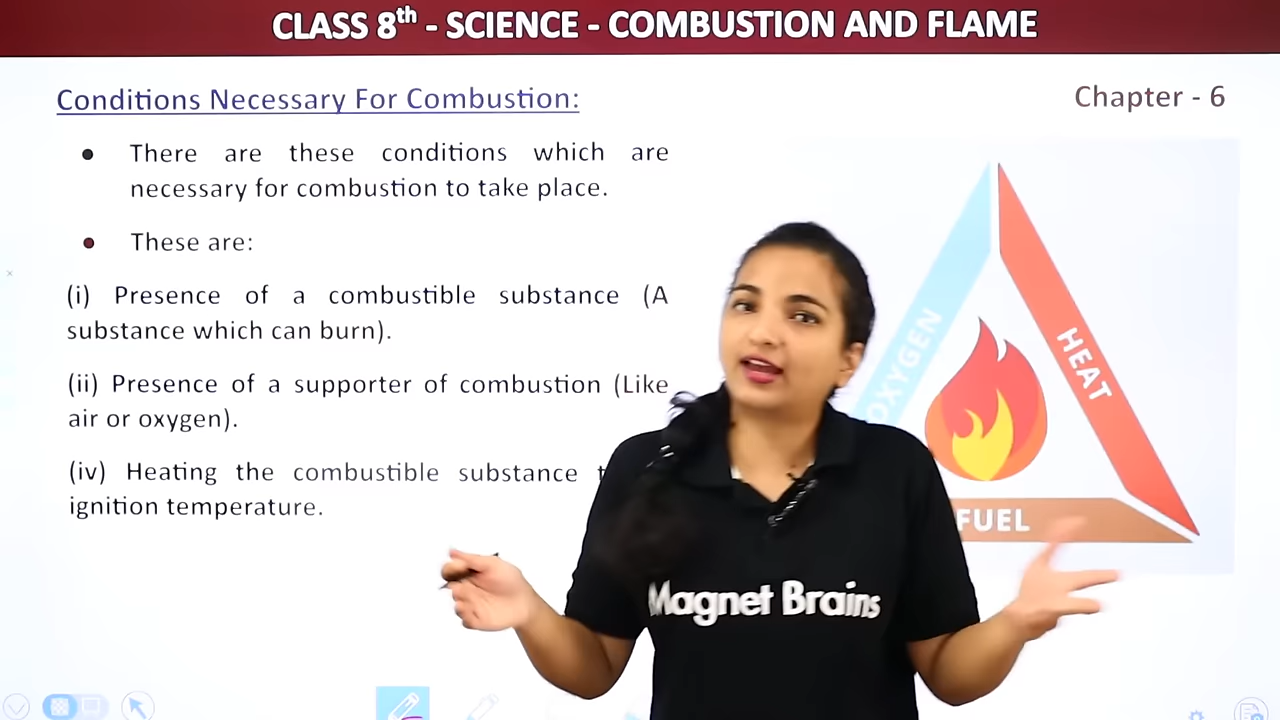 CLASS 8th - SCIENCE - COMBUSTION AND FLAME
Conditions Necessary For Combustion:
Chapter - 6
• There are these conditions which are
necessary for combustion to take place.
• These are:
(i) Presence of a combustible substance (A
substance which can burn).
(ii) Presence of a supporter of combustion (Like
air or oxygen).
(iv) Heating the combustible substance
ignition temperature.
OXYGEN
HEAT
FUEL
Magnet Brains